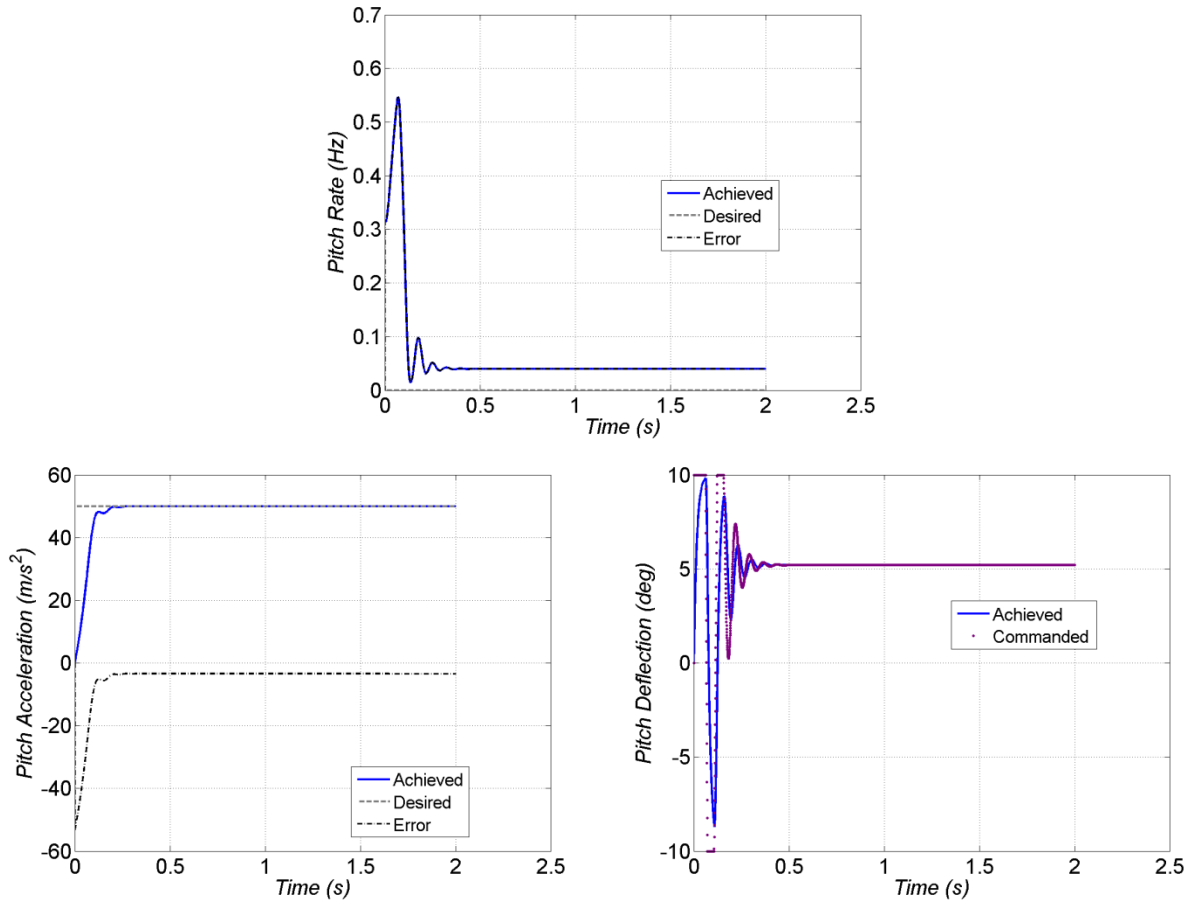 0.7
0.6
0.5
0.4
0.3
0.2
0.1
0
Pitch Rate (Hz)
Achieved
Desired
Error
0 0.5 1 1.5 2 2.5
Time (s)
60
40
20
0
-20
-40
-60
Pitch Acceleration (m/s²)
Achieved
Desired
Error
0 0.5 1 1.5 2 2.5
Time (s)
10
5
0
-5
-10
Pitch Deflection (deg)
Achieved
Commanded
0 0.5 1 1.5 2 2.5
Time (s)